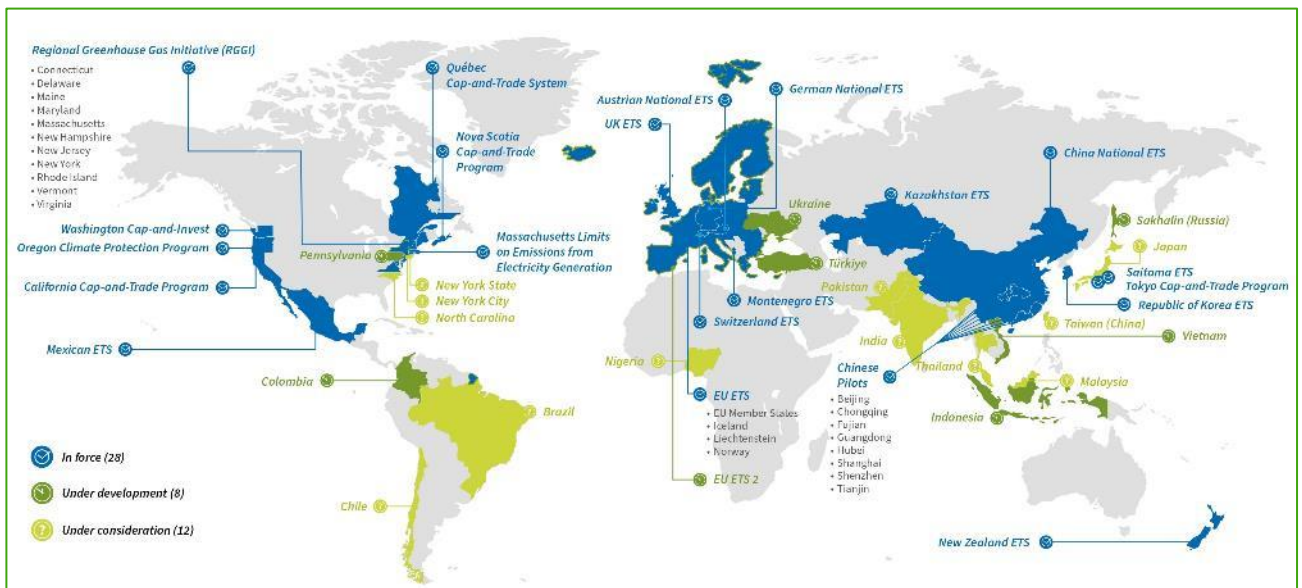 Regional Greenhouse Gas Initiative (RGGI)
• Connecticut
• Delaware
• Maine
• Maryland
• Massachusetts
• New Hampshire
• New Jersey
• New York
• Rhode Island
• Vermont
• Virginia
Washington Cap-and-Invest
Oregon Climate Protection Program
California Cap-and-Trade Program
Mexican ETS
Québec
Cap-and-Trade System
Nova Scotia
Cap-and-Trade
Program
Massachusetts Limits
on Emissions from
Electricity Generation
Pennsylvania
New York State
New York City
North Carolina
Colombia
Brazil
Chile
Austrian National ETS
German National ETS
UK ETS
Ukraine
Türkiye
Montenegro ETS
Switzerland ETS
Nigeria
EU ETS
• EU Member States
• Iceland
• Liechtenstein
• Norway
EU ETS 2
Kazakhstan ETS
China National ETS
Sakhalin (Russia)
Japan
Saitama ETS
Tokyo Cap-and-Trade Program
Republic of Korea ETS
Pakistan
India
Taiwan (China)
Vietnam
Thailand
Malaysia
Indonesia
Chinese
Pilots
• Beijing
• Chongqing
• Fujian
• Guangdong
• Hubei
• Shanghai
• Shenzhen
• Tianjin
New Zealand ETS
In force (28)
Under development (8)
? Under consideration (12)